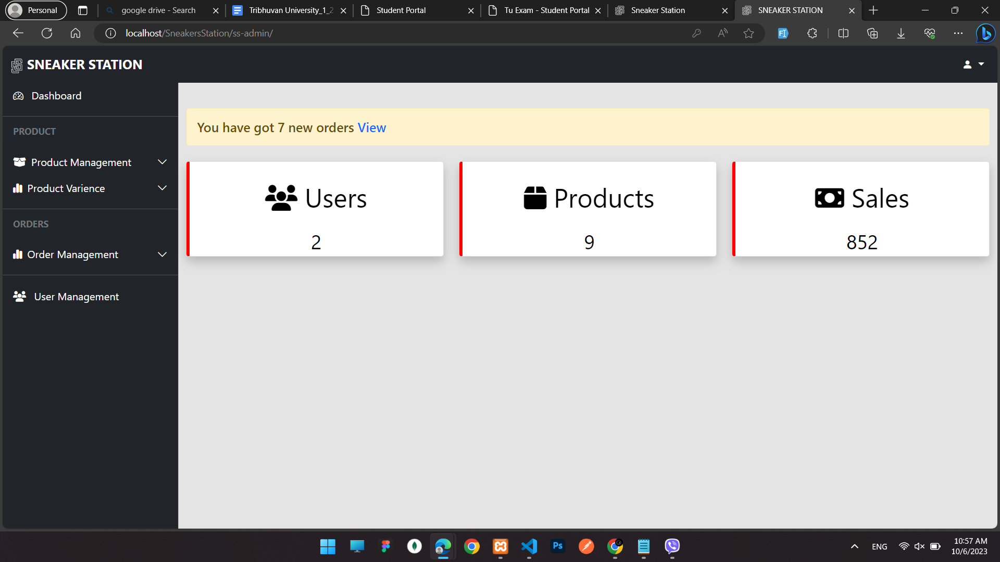 Personal
google drive - Search
Tribhuvan University_1_2
Student Portal
Tu Exam - Student Portal
Sneaker Station
SNEAKER STATION
localhost/SneakersStation/ss-admin/
SNEAKER STATION
Dashboard
PRODUCT
Product Management
Product Varience
ORDERS
Order Management
User Management
You have got 7 new orders View
Users
2
Products
9
Sales
852
Ps
ENG
10:57 AM
10/6/2023